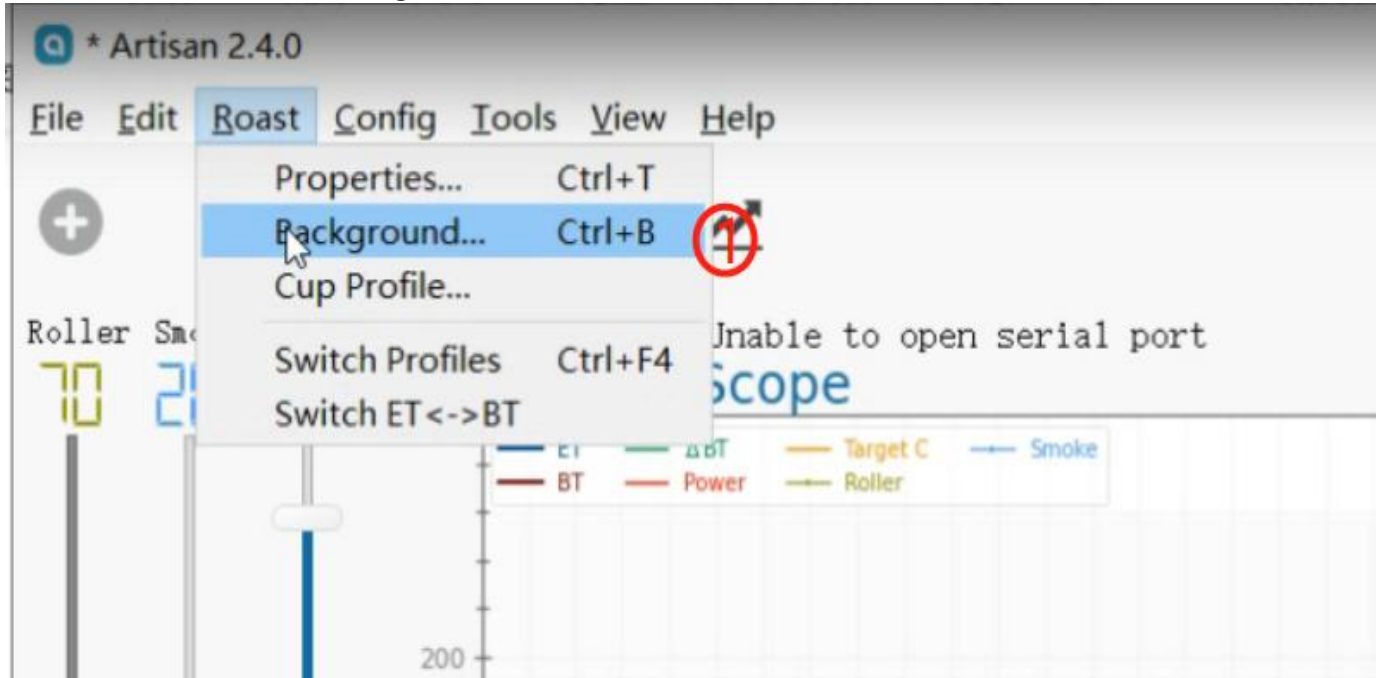 * Artisan 2.4.0
File Edit Roast Config Tools View Help
Properties... Ctrl+T
Background... Ctrl+B
1
Cup Profile...
Switch Profiles Ctrl+F4
Switch ET<->BT
Roller
Unable to open serial port
70
Scope
ET ΔBT Target C Smoke
BT Power Roller
200